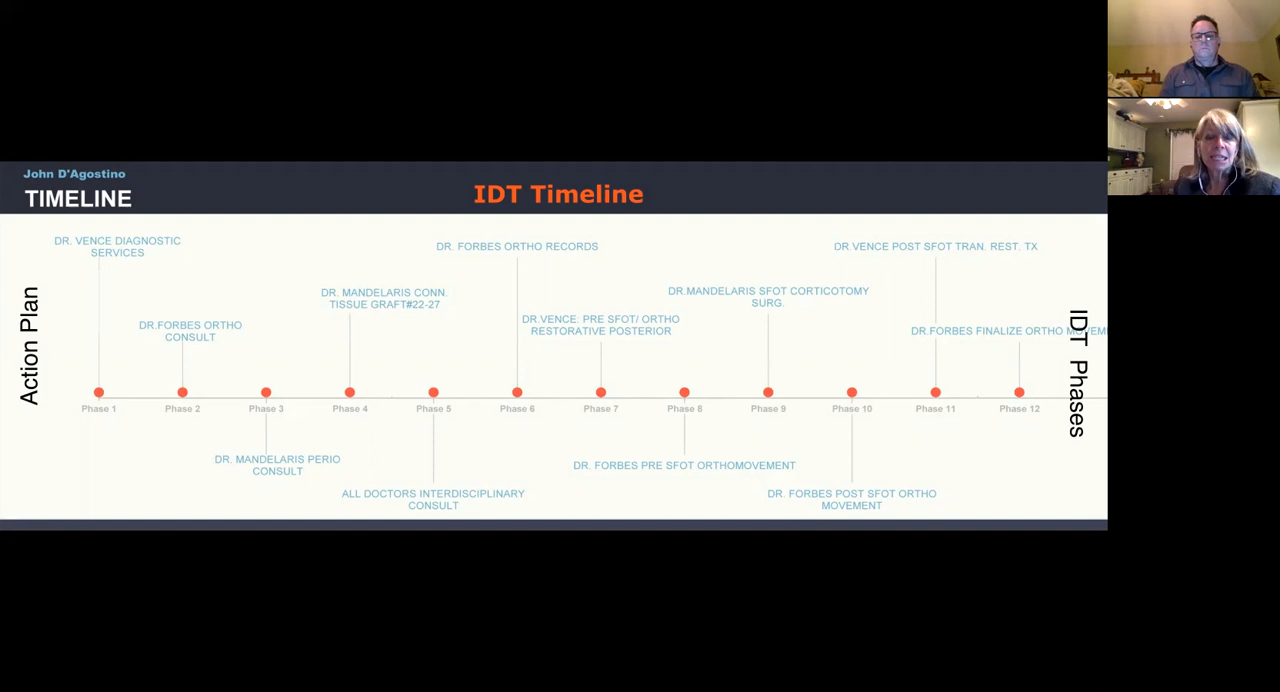 John D'Agostino
TIMELINE
IDT Timeline
Action Plan
DR. VENCE DIAGNOSTIC
SERVICES
DR.FORBES ORTHO
CONSULT
DR. MANDELARIS PERIO
CONSULT
DR. MANDELARIS CONN.
TISSUE GRAFT#22-27
ALL DOCTORS INTERDISCIPLINARY
CONSULT
DR. FORBES ORTHO RECORDS
DR.VENCE: PRE SFOT/ ORTHO
RESTORATIVE POSTERIOR
DR. FORBES PRE SFOT ORTHOMOVEMENT
DR.MANDELARIS SFOT CORTICOTOMY
SURG.
DR. FORBES POST SFOT ORTHO
MOVEMENT
DR.VENCE POST SFOT TRAN. REST. TX
DR.FORBES FINALIZE ORTHO MOVEM
Phase 1
Phase 2
Phase 3
Phase 4
Phase 5
Phase 6
Phase 7
Phase 8
Phase 9
Phase 10
Phase 11
Phase 12
IDT Phases